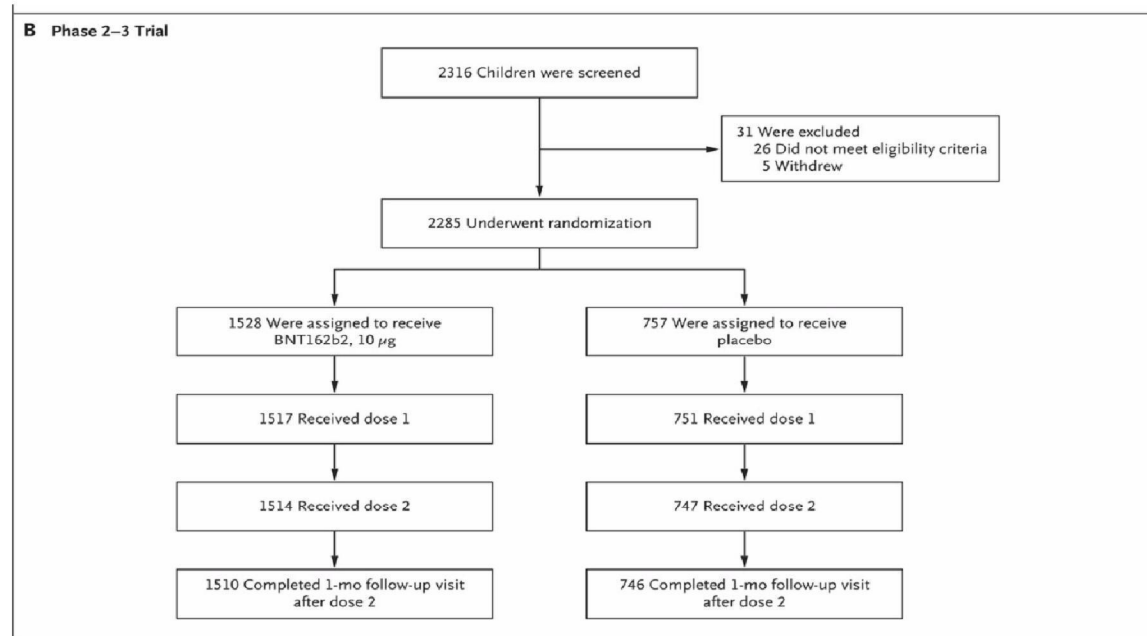 B Phase 2–3 Trial
2316 Children were screened
31 Were excluded
26 Did not meet eligibility criteria
5 Withdrew
2285 Underwent randomization
1528 Were assigned to receive
BNT162b2, 10 μg
757 Were assigned to receive
placebo
1517 Received dose 1
751 Received dose 1
1514 Received dose 2
747 Received dose 2
1510 Completed 1-mo follow-up visit
after dose 2
746 Completed 1-mo follow-up visit
after dose 2